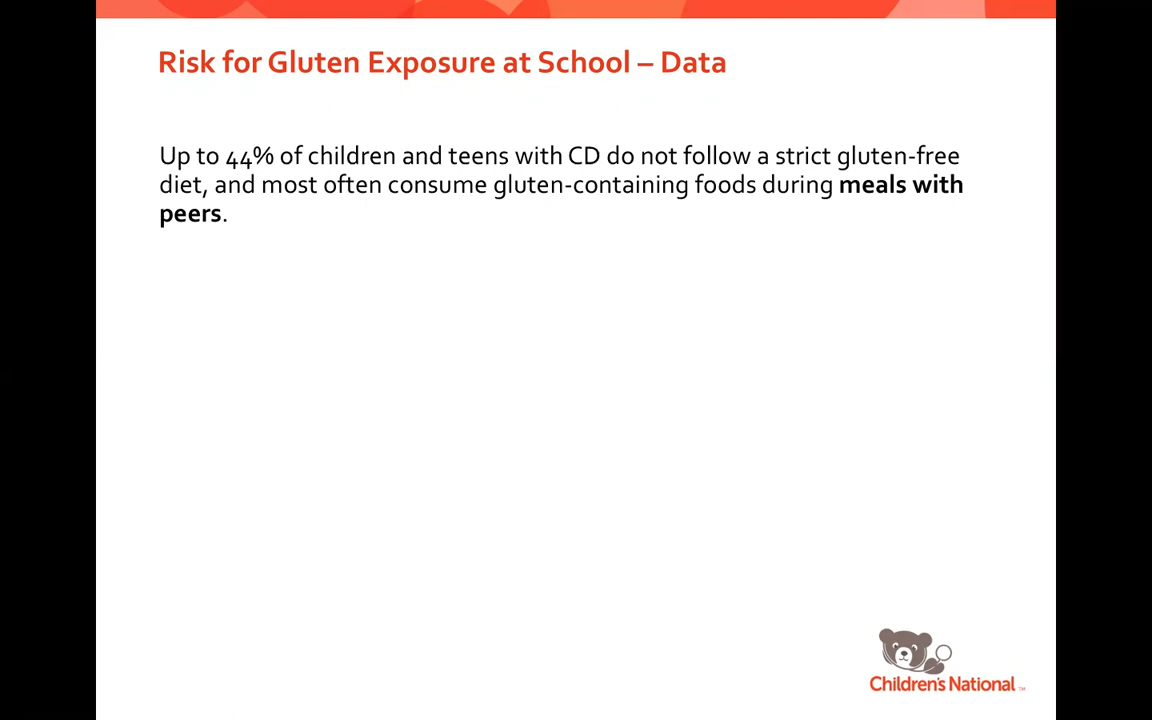 Risk for Gluten Exposure at School – Data
Up to 44% of children and teens with CD do not follow a strict gluten-free
diet, and most often consume gluten-containing foods during meals with
peers.
Children's National ™